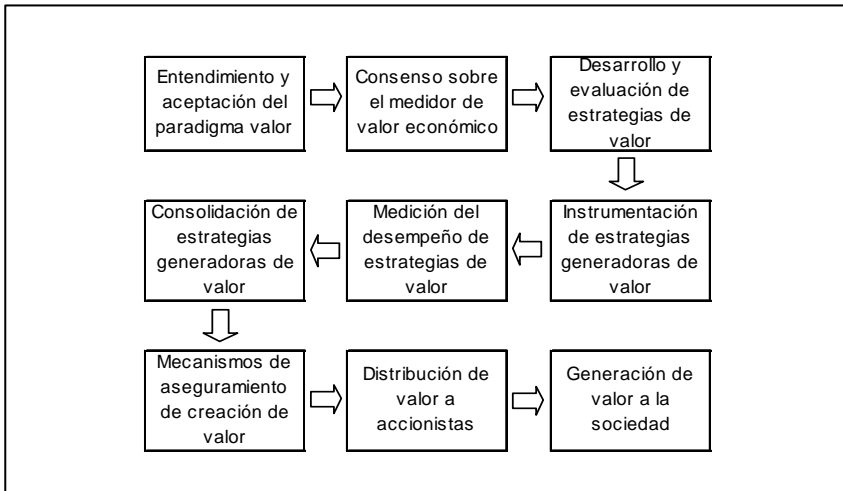 Entendimiento y
aceptación del
paradigma valor
Consenso sobre
el medidor de
valor económico
Desarrollo y
evaluación de
estrategias de
valor
Instrumentación
de estrategias
generadoras de
valor
Medición del
desempeño de
estrategias de
valor
Consolidación de
estrategias
generadoras de
valor
Mecanismos de
aseguramiento
de creación de
valor
Distribución de
valor a
accionistas
Generación de
valor a la
sociedad